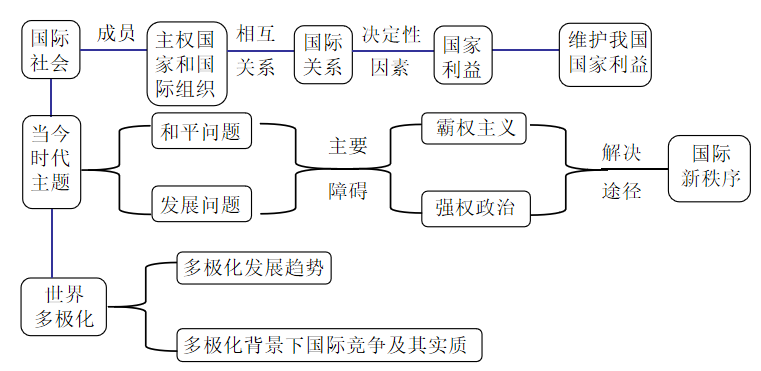 国际
社会
成员
主权国
家和国
际组织
相互
关系
国际
关系
决定性
因素
国家
利益
维护我国
国家利益
当今
时代
主题
和平问题
发展问题
主要
障碍
霸权主义
强权政治
解决
途径
国际
新秩序
世界
多极化
多极化发展趋势
多极化背景下国际竞争及其实质